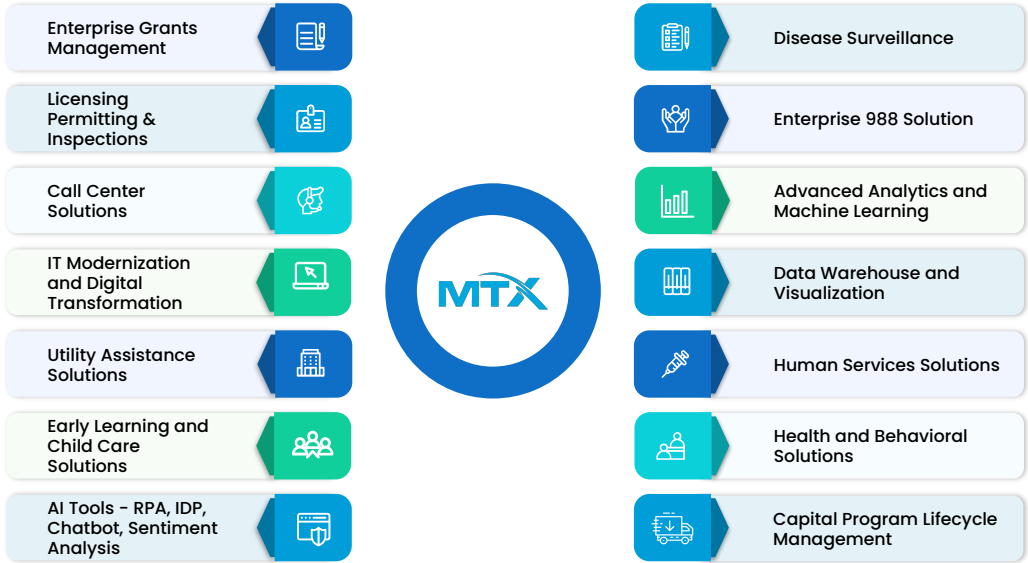 Enterprise Grants
Management
Licensing
Permitting &
Inspections
Call Center
Solutions
IT Modernization
and Digital
Transformation
Utility Assistance
Solutions
Early Learning and
Child Care
Solutions
AI Tools - RPA, IDP,
Chatbot, Sentiment
Analysis
MTX
Disease Surveillance
Enterprise 988 Solution
Advanced Analytics and
Machine Learning
Data Warehouse and
Visualization
Human Services Solutions
Health and Behavioral
Solutions
Capital Program Lifecycle
Management